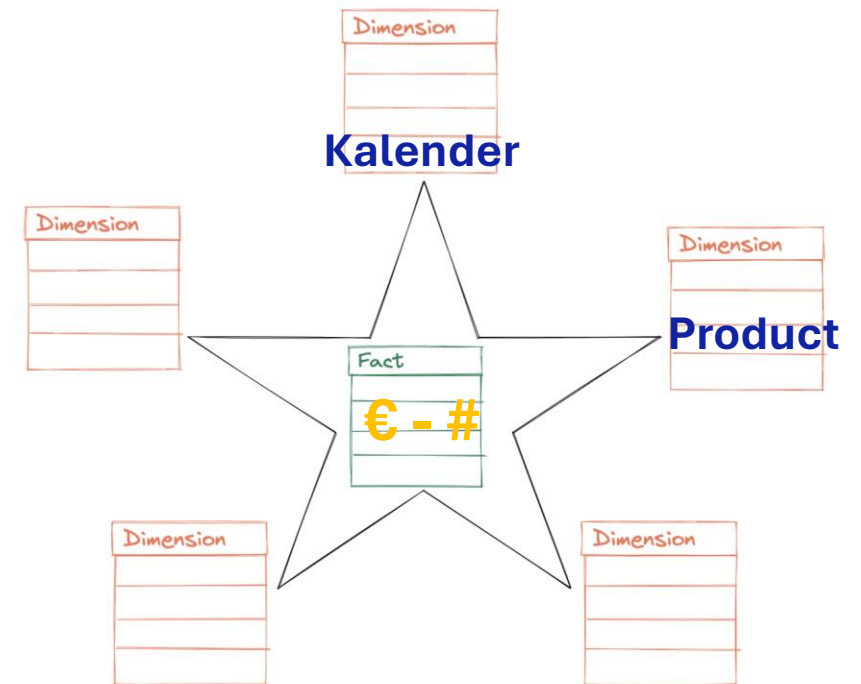 Dimension
Kalender
Dimension
Dimension
Product
Fact
€ - #
Dimension
Dimension